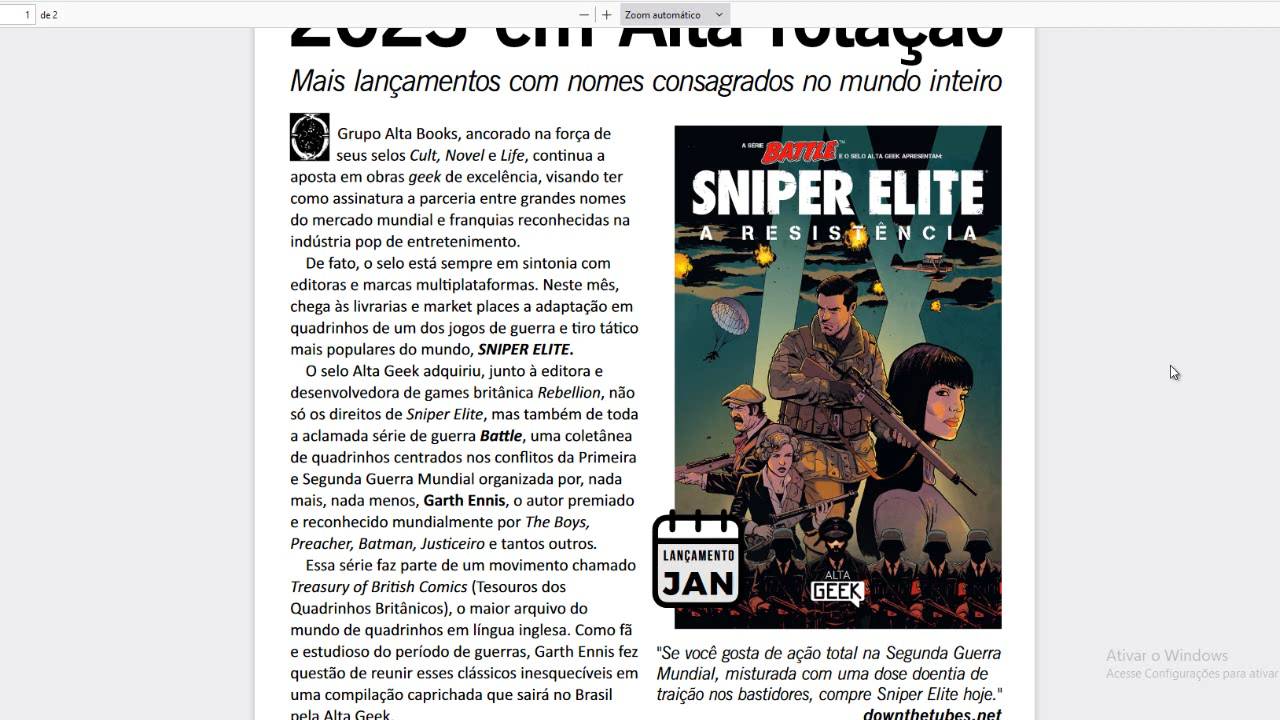 1 de 2
Zoom automático
2023 em Alta rotação
Mais lançamentos com nomes consagrados no mundo inteiro
O Grupo Alta Books, ancorado na força de
seus selos Cult, Novel e Life, continua a
aposta em obras geek de excelência, visando ter
como assinatura a parceria entre grandes nomes
do mercado mundial e franquias reconhecidas na
indústria pop de entretenimento.
De fato, o selo está sempre em sintonia com
editoras e marcas multiplataformas. Neste mês,
chega às livrarias e market places a adaptação em
quadrinhos de um dos jogos de guerra e tiro tático
mais populares do mundo, SNIPER ELITE.
O selo Alta Geek adquiriu, junto à editora e
desenvolvedora de games britânica Rebellion, não
só os direitos de Sniper Elite, mas também de toda
a aclamada série de guerra Battle, uma coletânea
de quadrinhos centrados nos conflitos da Primeira
e Segunda Guerra Mundial organizada por, nada
mais, nada menos, Garth Ennis, o autor premiado
e reconhecido mundialmente por The Boys,
Preacher, Batman, Justiceiro e tantos outros.
Essa série faz parte de um movimento chamado
Treasury of British Comics (Tesouros dos
Quadrinhos Britânicos), o maior arquivo do
mundo de quadrinhos em língua inglesa. Como fã
e estudioso do período de guerras, Garth Ennis fez
questão de reunir esses clássicos inesquecíveis em
uma compilação caprichada que sairá no Brasil
pela Alta Geek.
A SÉRIE BATTLE™ E O SELO ALTA GEEK APRESENTAM:
SNIPER ELITE
A RESISTÊNCIA
LANÇAMENTO
JAN
ALTA
GEEK
"Se você gosta de ação total na Segunda Guerra
Mundial, misturada com uma dose doentia de
traição nos bastidores, compre Sniper Elite hoje."
downthetubes.net
Ativar o Windows
Acesse Configurações para ativar